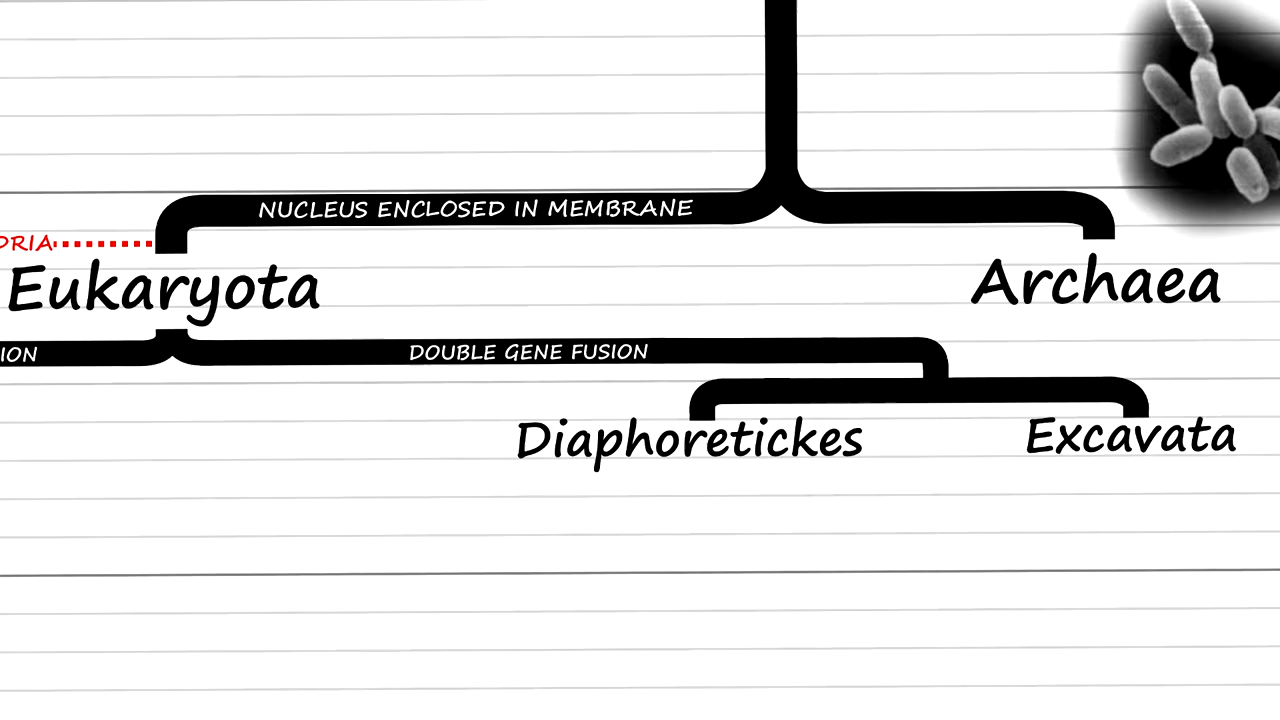 NUCLEUS ENCLOSED IN MEMBRANE
DRIA
Eukaryota
Archaea
ION
DOUBLE GENE FUSION
Diaphoretickes
Excavata